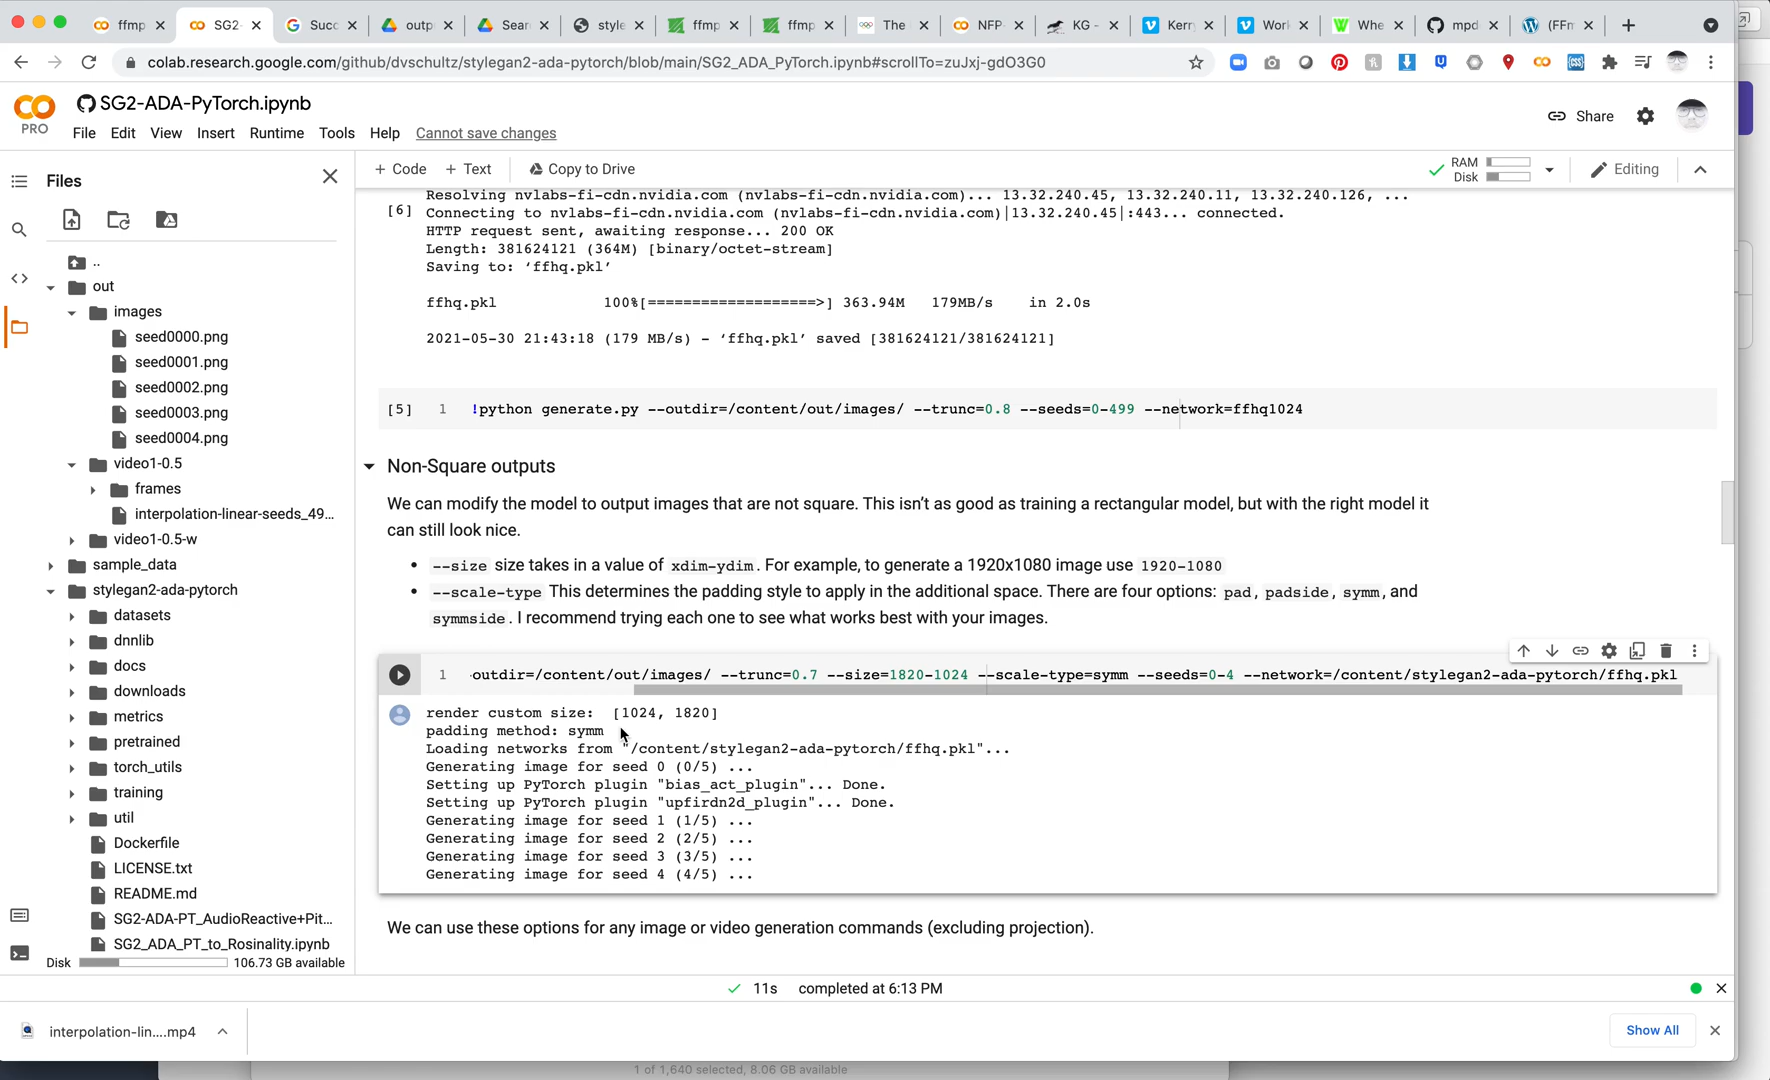 ffmp
SG2-
Succ
outp
Sear
style
ffmp
ffmp
The
NFP
KG -
Kerry
Work
Whe
mpd
(FFm
colab.research.google.com/github/dvschultz/stylegan2-ada-pytorch/blob/main/SG2_ADA_PyTorch.ipynb#scrollTo=zuJxj-gdO3G0
PRO
SG2-ADA-PyTorch.ipynb
File Edit View Insert Runtime Tools Help Cannot save changes
Share
+ Code + Text Copy to Drive
RAM
Disk
Editing
Files
..
out
images
seed0000.png
seed0001.png
seed0002.png
seed0003.png
seed0004.png
video1-0.5
frames
interpolation-linear-seeds_49...
video1-0.5-w
sample_data
stylegan2-ada-pytorch
datasets
dnnlib
docs
downloads
metrics
pretrained
torch_utils
training
util
Dockerfile
LICENSE.txt
README.md
SG2-ADA-PT_AudioReactive+Pit...
SG2_ADA_PT_to_Rosinality.ipynb
Disk 106.73 GB available
Resolving nvlabs-fi-cdn.nvidia.com (nvlabs-fi-cdn.nvidia.com)... 13.32.240.45, 13.32.240.11, 13.32.240.126, ...
[6] Connecting to nvlabs-fi-cdn.nvidia.com (nvlabs-fi-cdn.nvidia.com)|13.32.240.45|:443... connected.
HTTP request sent, awaiting response... 200 OK
Length: 381624121 (364M) [binary/octet-stream]
Saving to: ‘ffhq.pkl’
ffhq.pkl 100%[===================>] 363.94M 179MB/s in 2.0s
2021-05-30 21:43:18 (179 MB/s) - ‘ffhq.pkl’ saved [381624121/381624121]
[5] 1 !python generate.py --outdir=/content/out/images/ --trunc=0.8 --seeds=0-499 --network=ffhq1024
Non-Square outputs
We can modify the model to output images that are not square. This isn’t as good as training a rectangular model, but with the right model it
can still look nice.
• --size size takes in a value of xdim-ydim. For example, to generate a 1920x1080 image use 1920-1080
• --scale-type This determines the padding style to apply in the additional space. There are four options: pad, padside, symm, and
symmside. I recommend trying each one to see what works best with your images.
1 -outdir=/content/out/images/ --trunc=0.7 --size=1820-1024 --scale-type=symm --seeds=0-4 --network=/content/stylegan2-ada-pytorch/ffhq.pkl
render custom size: [1024, 1820]
padding method: symm
Loading networks from "/content/stylegan2-ada-pytorch/ffhq.pkl"...
Generating image for seed 0 (0/5) ...
Setting up PyTorch plugin "bias_act_plugin"... Done.
Setting up PyTorch plugin "upfirdn2d_plugin"... Done.
Generating image for seed 1 (1/5) ...
Generating image for seed 2 (2/5) ...
Generating image for seed 3 (3/5) ...
Generating image for seed 4 (4/5) ...
We can use these options for any image or video generation commands (excluding projection).
11s completed at 6:13 PM
interpolation-lin....mp4
Show All
1 of 1,640 selected, 8.06 GB available